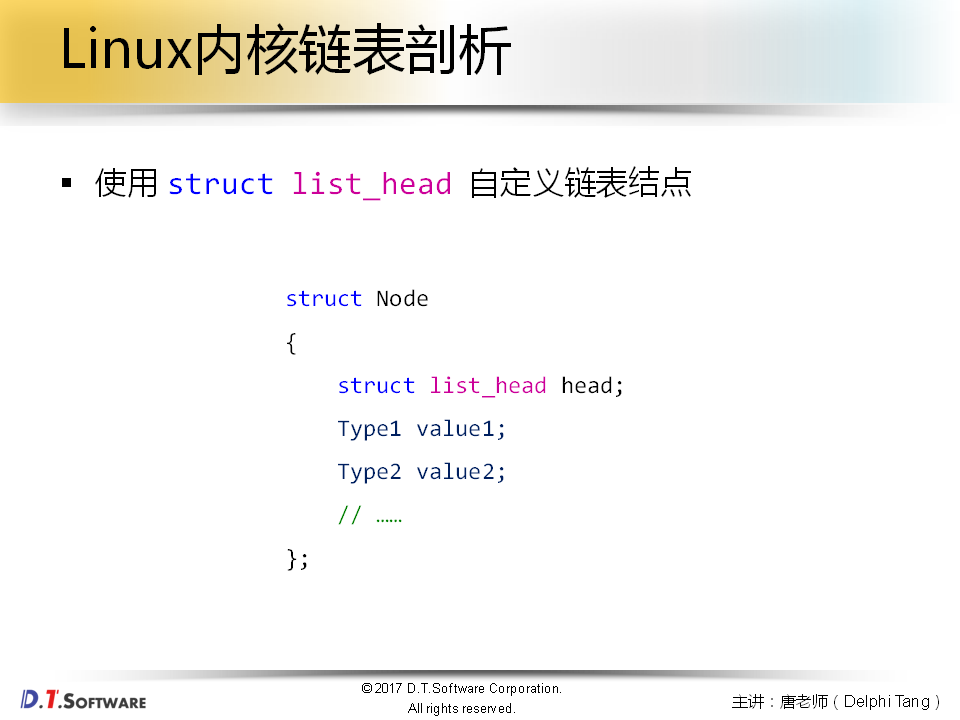 Linux内核链表剖析
使用 struct list_head 自定义链表结点
struct Node
{
struct list_head head;
Type1 value1;
Type2 value2;
// ……
};
D.T.SOFTWARE
©2017 D.T.Software Corporation.
All rights reserved.
主讲：唐老师（Delphi Tang）